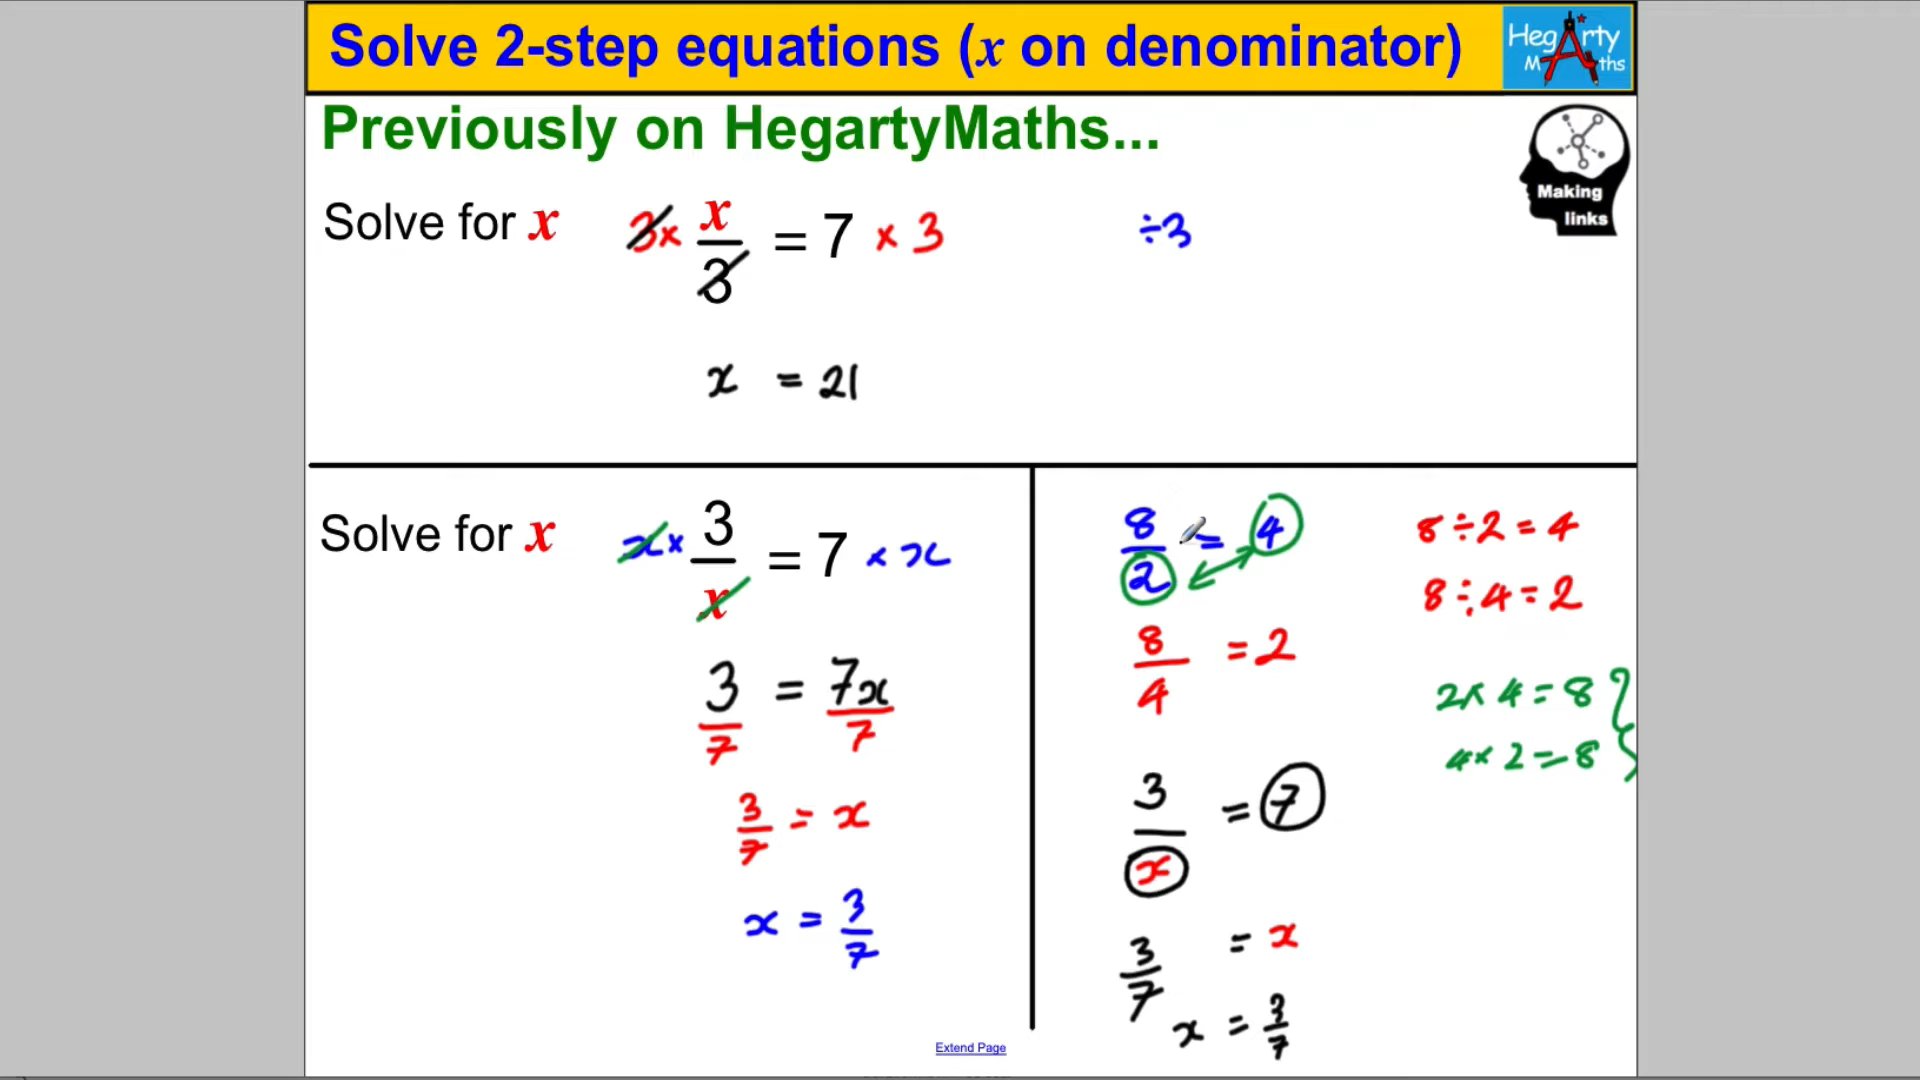 Solve 2-step equations (x on denominator)
Hegarty
Maths
Previously on HegartyMaths...
Making
links
Solve for x
3× x/3 = 7 × 3
÷3
x = 21
Solve for x
x× 3/x = 7 × x
3/7 = 7x/7
3/7 = x
x = 3/7
8/2 = 4
8/4 = 2
3/x = 7
3/7 = x
x = 3/7
8÷2=4
8÷4=2
2×4=8
4×2=8
Extend Page